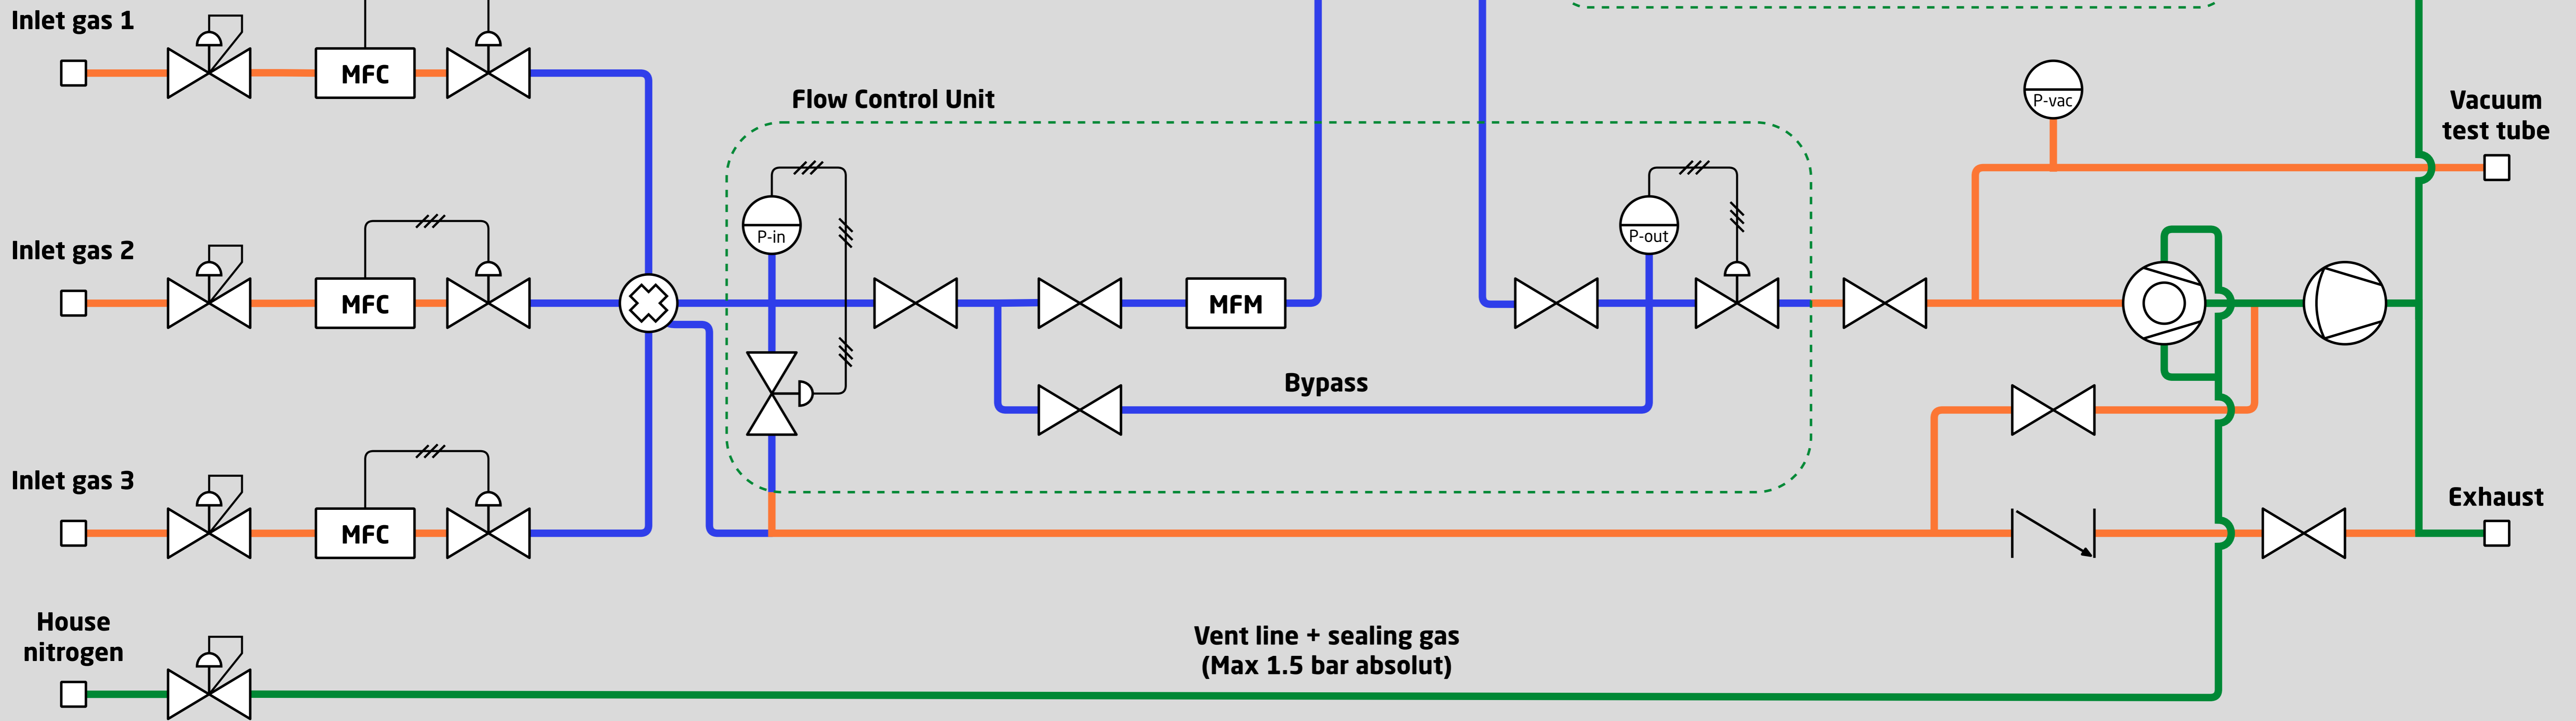 Inlet gas 1
MFC
Flow Control Unit
P-vac
Vacuum
test tube
Inlet gas 2
MFC
P-in
MFM
P-out
Bypass
Inlet gas 3
MFC
Exhaust
House
nitrogen
Vent line + sealing gas
(Max 1.5 bar absolut)